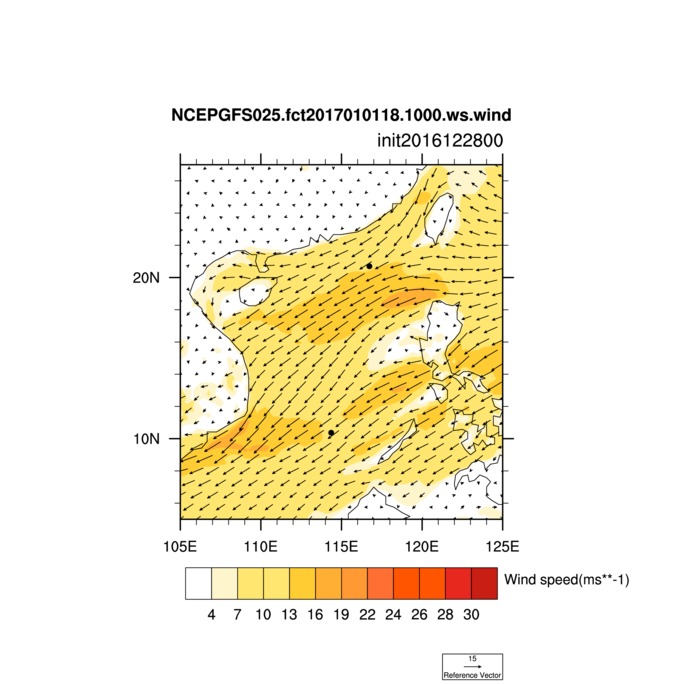 NCEPGFS025.fct2017010118.1000.ws.wind
init2016122800
20N
10N
105E 110E 115E 120E 125E
4 7 10 13 16 19 22 24 26 28 30
Wind speed(ms**-1)
15
Reference Vector